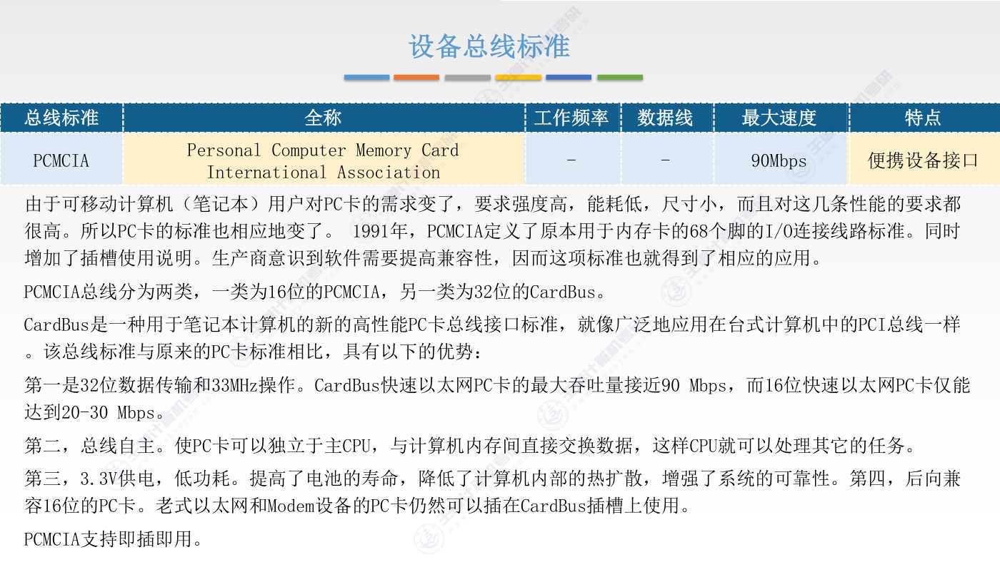 设备总线标准
总线标准 全称 工作频率 数据线 最大速度 特点
PCMCIA Personal Computer Memory Card International Association - - 90Mbps 便携设备接口
由于可移动计算机（笔记本）用户对PC卡的需求变了，要求强度高，能耗低，尺寸小，而且对这几条性能的要求都
很高。所以PC卡的标准也相应地变了。 1991年，PCMCIA定义了原本用于内存卡的68个脚的I/O连接线路标准。同时
增加了插槽使用说明。生产商意识到软件需要提高兼容性，因而这项标准也就得到了相应的应用。
PCMCIA总线分为两类，一类为16位的PCMCIA，另一类为32位的CardBus。
CardBus是一种用于笔记本计算机的新的高性能PC卡总线接口标准，就像广泛地应用在台式计算机中的PCI总线一样
。该总线标准与原来的PC卡标准相比，具有以下的优势：
第一是32位数据传输和33MHz操作。CardBus快速以太网PC卡的最大吞吐量接近90 Mbps，而16位快速以太网PC卡仅能
达到20-30 Mbps。
第二，总线自主。使PC卡可以独立于主CPU，与计算机内存间直接交换数据，这样CPU就可以处理其它的任务。
第三，3.3V供电，低功耗。提高了电池的寿命，降低了计算机内部的热扩散，增强了系统的可靠性。第四，后向兼
容16位的PC卡。老式以太网和Modem设备的PC卡仍然可以插在CardBus插槽上使用。
PCMCIA支持即插即用。